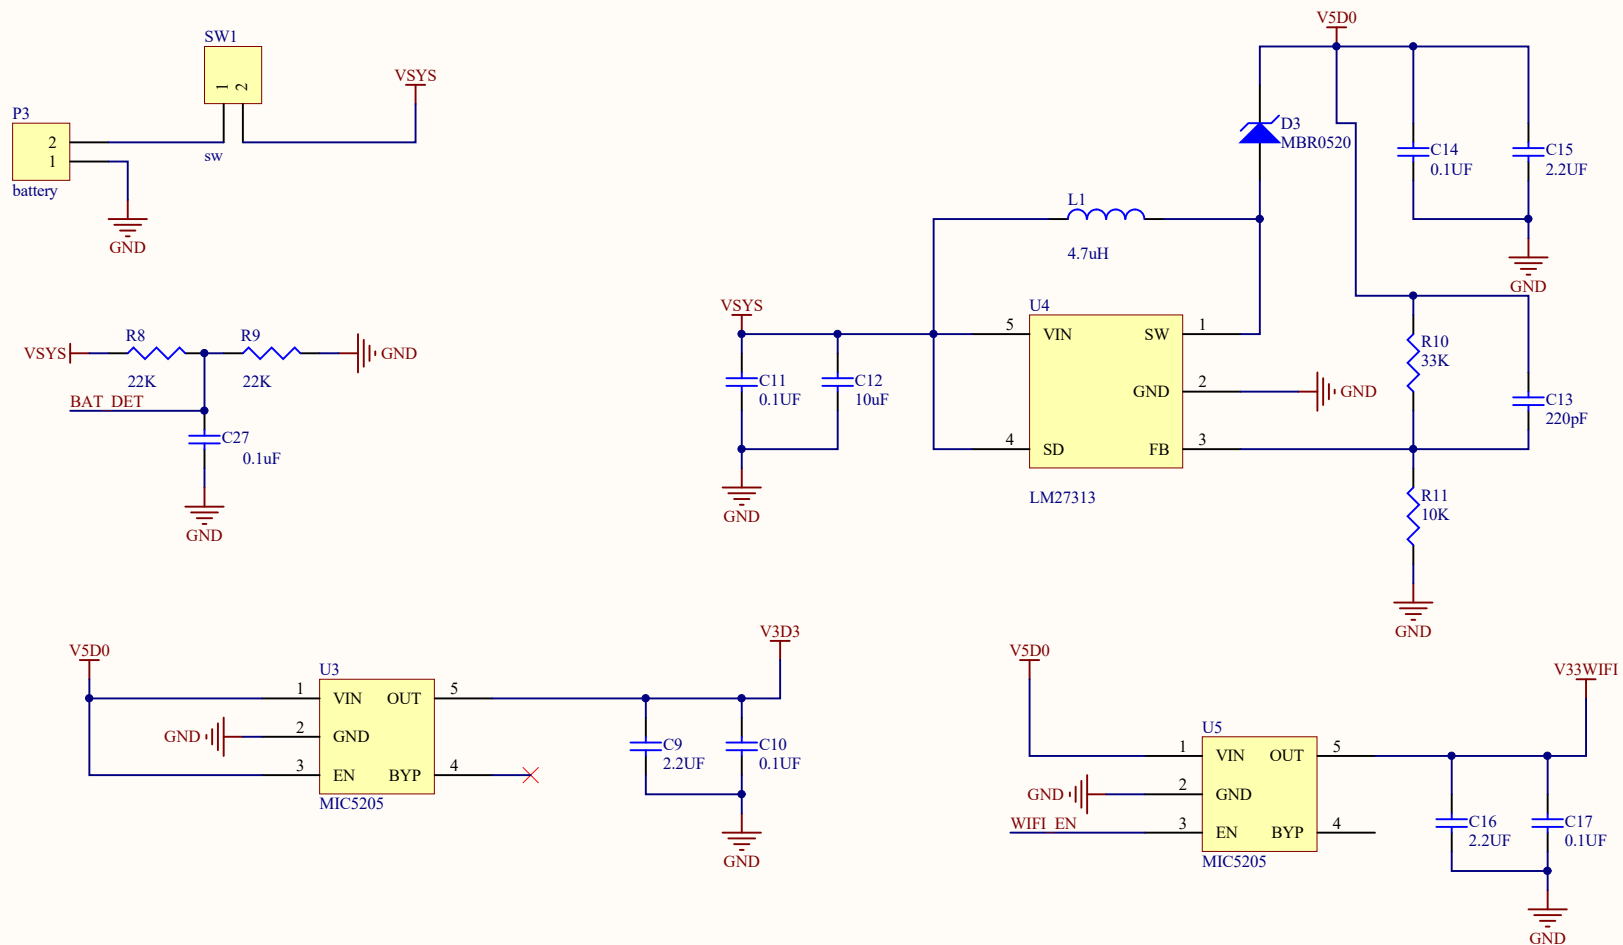 SW1
1
2
sw
VSYS
P3
2
1
battery
GND
VSYS
R8
22K
R9
22K
GND
BAT_DET
C27
0.1uF
GND
V5D0
D3
MBR0520
C14
0.1UF
C15
2.2UF
GND
L1
4.7uH
VSYS
C11
0.1UF
C12
10uF
GND
U4
5 VIN SW 1
GND 2
GND
4 SD FB 3
LM27313
R10
33K
C13
220pF
R11
10K
GND
V5D0
U3
1 VIN OUT 5
GND
2 GND
3 EN BYP 4
MIC5205
V3D3
C9
2.2UF
C10
0.1UF
GND
V5D0
U5
1 VIN OUT 5
GND
2 GND
WIFI_EN
3 EN BYP 4
MIC5205
V33WIFI
C16
2.2UF
C17
0.1UF
GND